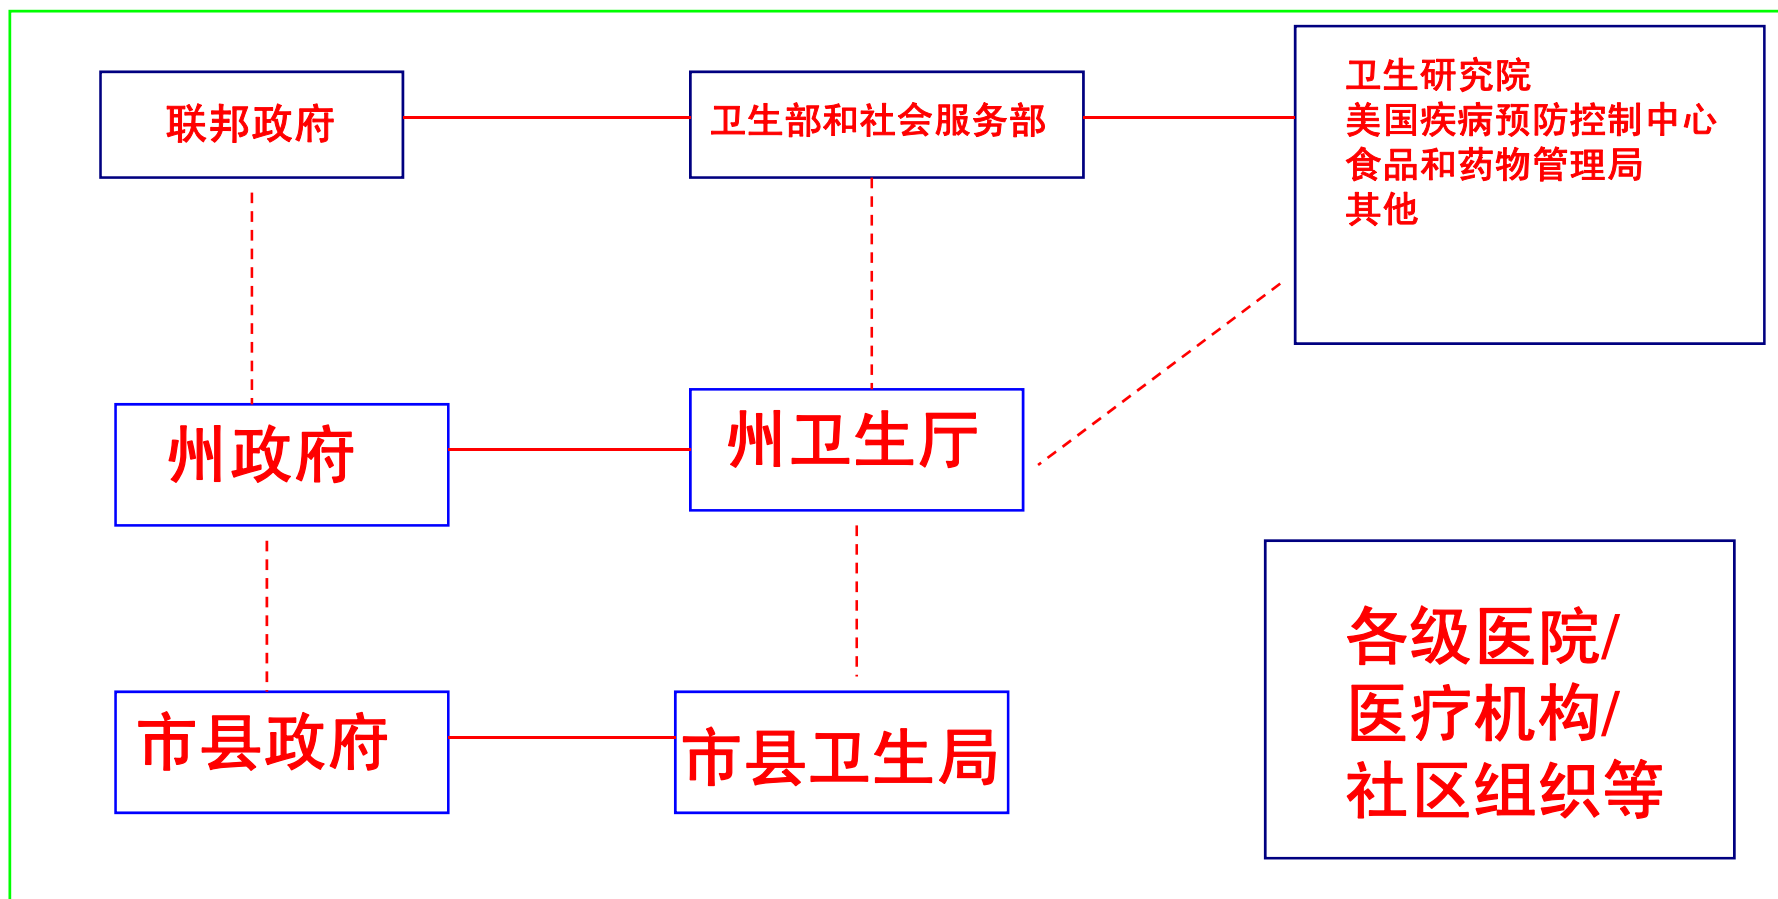 联邦政府
卫生部和社会服务部
卫生研究院
美国疾病预防控制中心
食品和药物管理局
其他
州政府
州卫生厅
市县政府
市县卫生局
各级医院/
医疗机构/
社区组织等